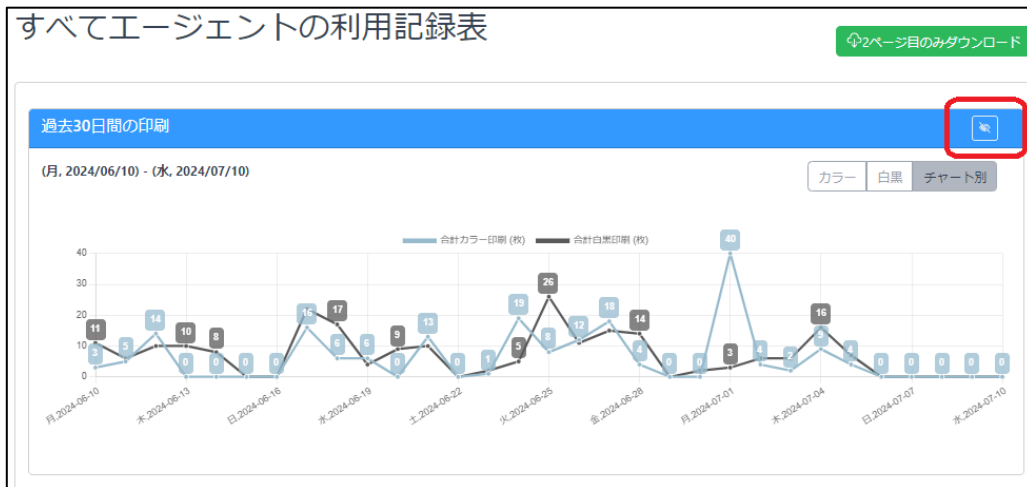 すべてエージェントの利用記録表
2ページ目のみダウンロード
過去30日間の印刷
(月, 2024/06/10) - (水, 2024/07/10)
カラー 白黒 チャート別
合計カラー印刷 (枚) 合計白黒印刷 (枚)
40
30
20
10
0
11 3 5 14 10 0 8 0 0 0 16 17 6 6 9 0 13 0 1 19 5 26 8 12 18 14 4 0 0 40 3 4 2 16 9 4 0 0 0 0 0
月,2024-06-10 木,2024-06-13 日,2024-06-16 水,2024-06-19 土,2024-06-22 火,2024-06-25 金,2024-06-28 月,2024-07-01 木,2024-07-04 日,2024-07-07 水,2024-07-10